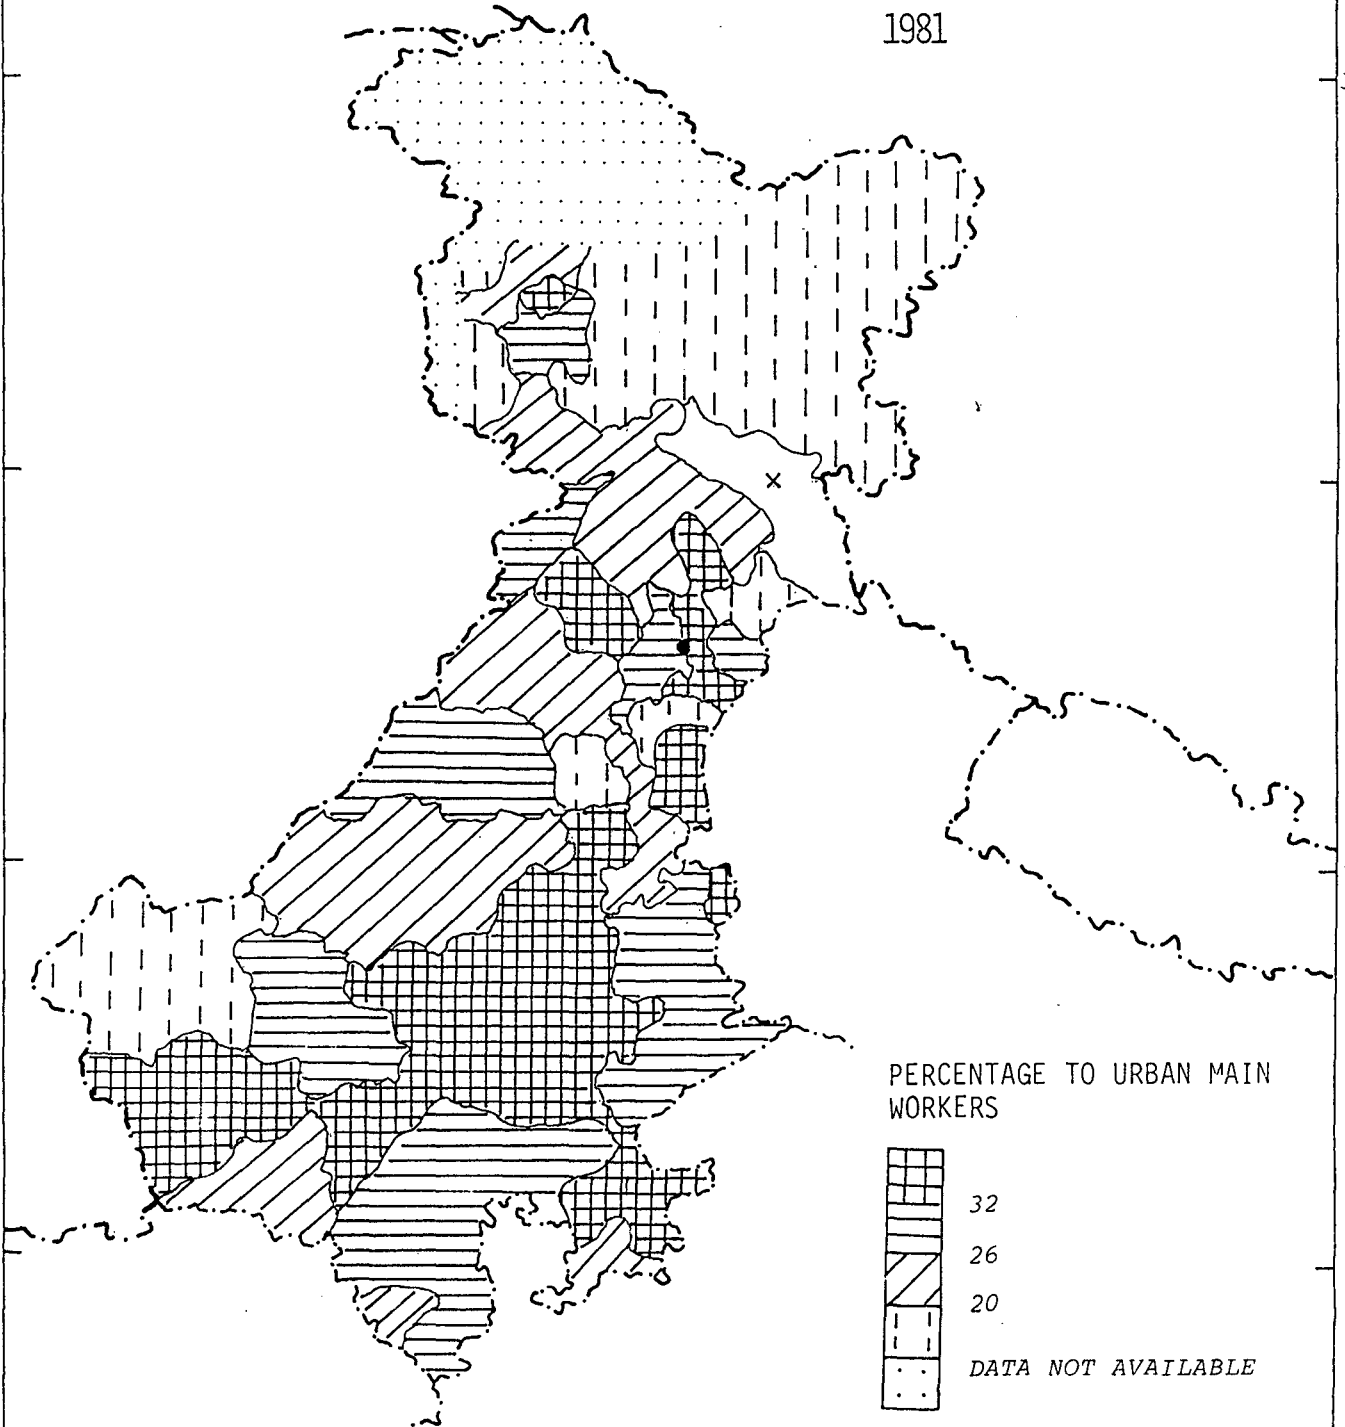 1981
×
PERCENTAGE TO URBAN MAIN
WORKERS
32
26
20
DATA NOT AVAILABLE